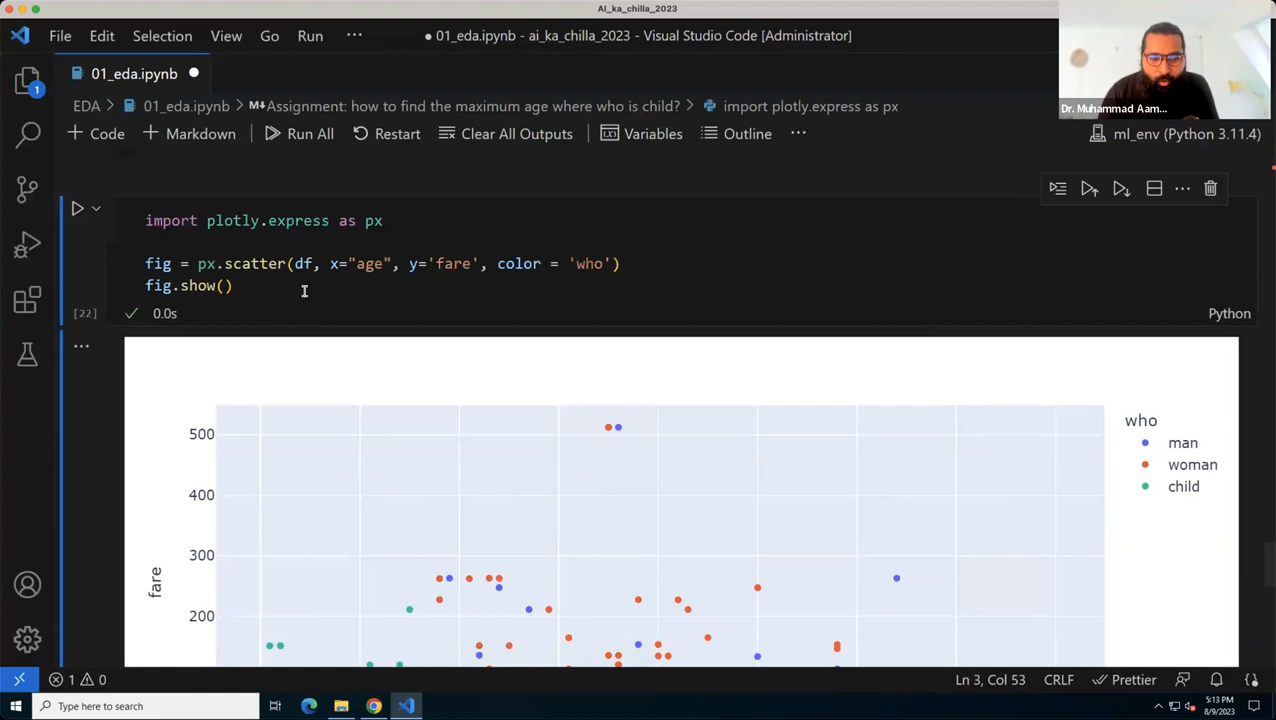 AI_ka_chilla_2023
File Edit Selection View Go Run ···
● 01_eda.ipynb - ai_ka_chilla_2023 - Visual Studio Code [Administrator]
Dr. Muhammad Aam...
1
01_eda.ipynb
EDA > 01_eda.ipynb > M↓Assignment: how to find the maximum age where who is child? > import plotly.express as px
+ Code + Markdown Run All Restart Clear All Outputs (x) Variables Outline ···
ml_env (Python 3.11.4)
import plotly.express as px
fig = px.scatter(df, x="age", y='fare', color = 'who')
fig.show()
[22]
0.0s
Python
who
man
woman
child
500
400
300
200
fare
1 0
Ln 3, Col 53
CRLF
Prettier
Type here to search
5:13 PM
8/9/2023